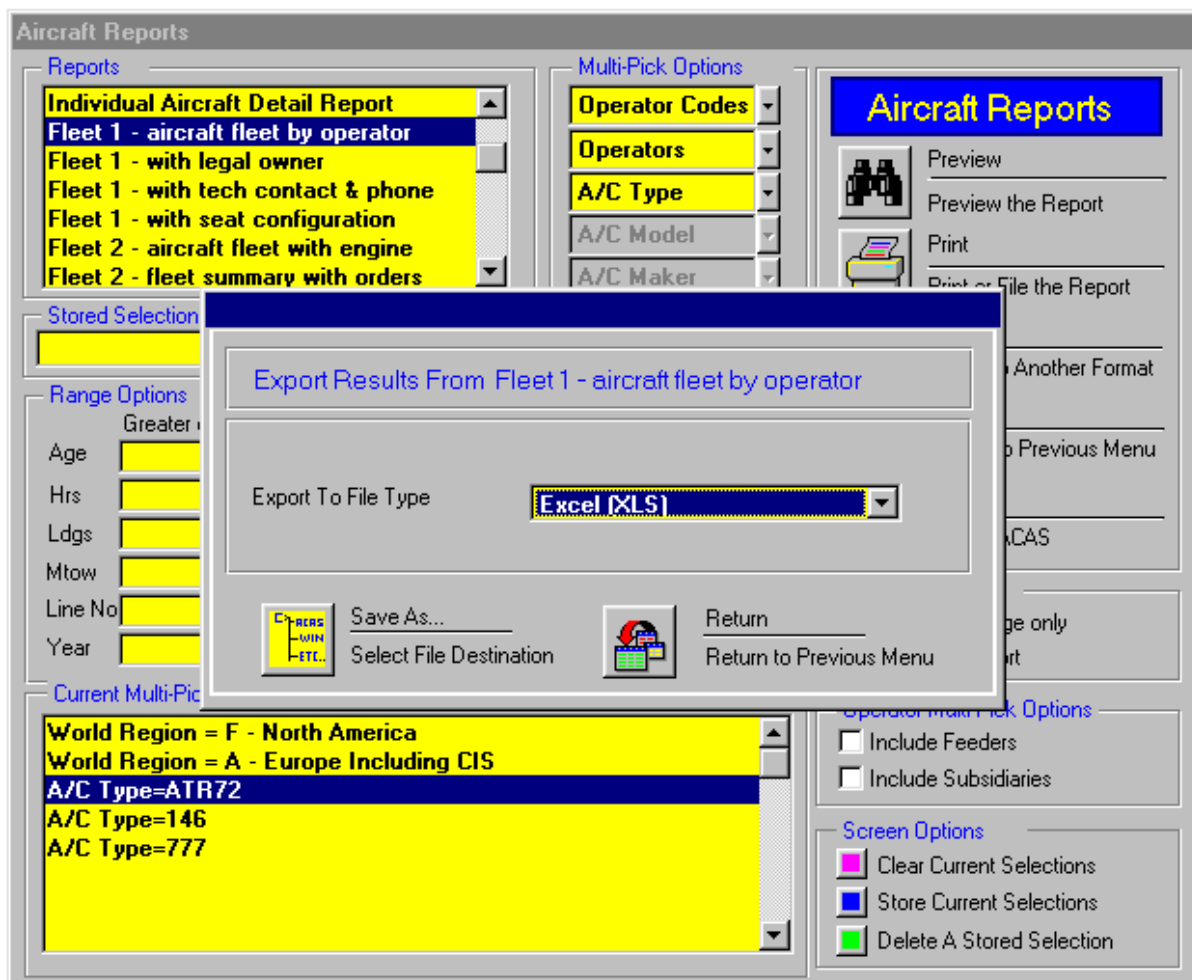 Aircraft Reports
Reports
Individual Aircraft Detail Report
Fleet 1 - aircraft fleet by operator
Fleet 1 - with legal owner
Fleet 1 - with tech contact & phone
Fleet 1 - with seat configuration
Fleet 2 - aircraft fleet with engine
Fleet 2 - fleet summary with orders
Multi-Pick Options
Operator Codes
Operators
A/C Type
A/C Model
A/C Maker
Aircraft Reports
Preview
Preview the Report
Print
Print or File the Report
Another Format
Previous Menu
ACAS
only
Stored Selection
Range Options
Greater
Age
Hrs
Ldgs
Mtow
Line No
Year
Export Results From Fleet 1 - aircraft fleet by operator
Export To File Type
Excel (XLS)
C>ACAS
WIN
ETC..
Save As...
Select File Destination
Return
Return to Previous Menu
Current Multi-Pic
World Region = F - North America
World Region = A - Europe Including CIS
A/C Type=ATR72
A/C Type=146
A/C Type=777
Operator Multi Pick Options
Include Feeders
Include Subsidiaries
Screen Options
Clear Current Selections
Store Current Selections
Delete A Stored Selection